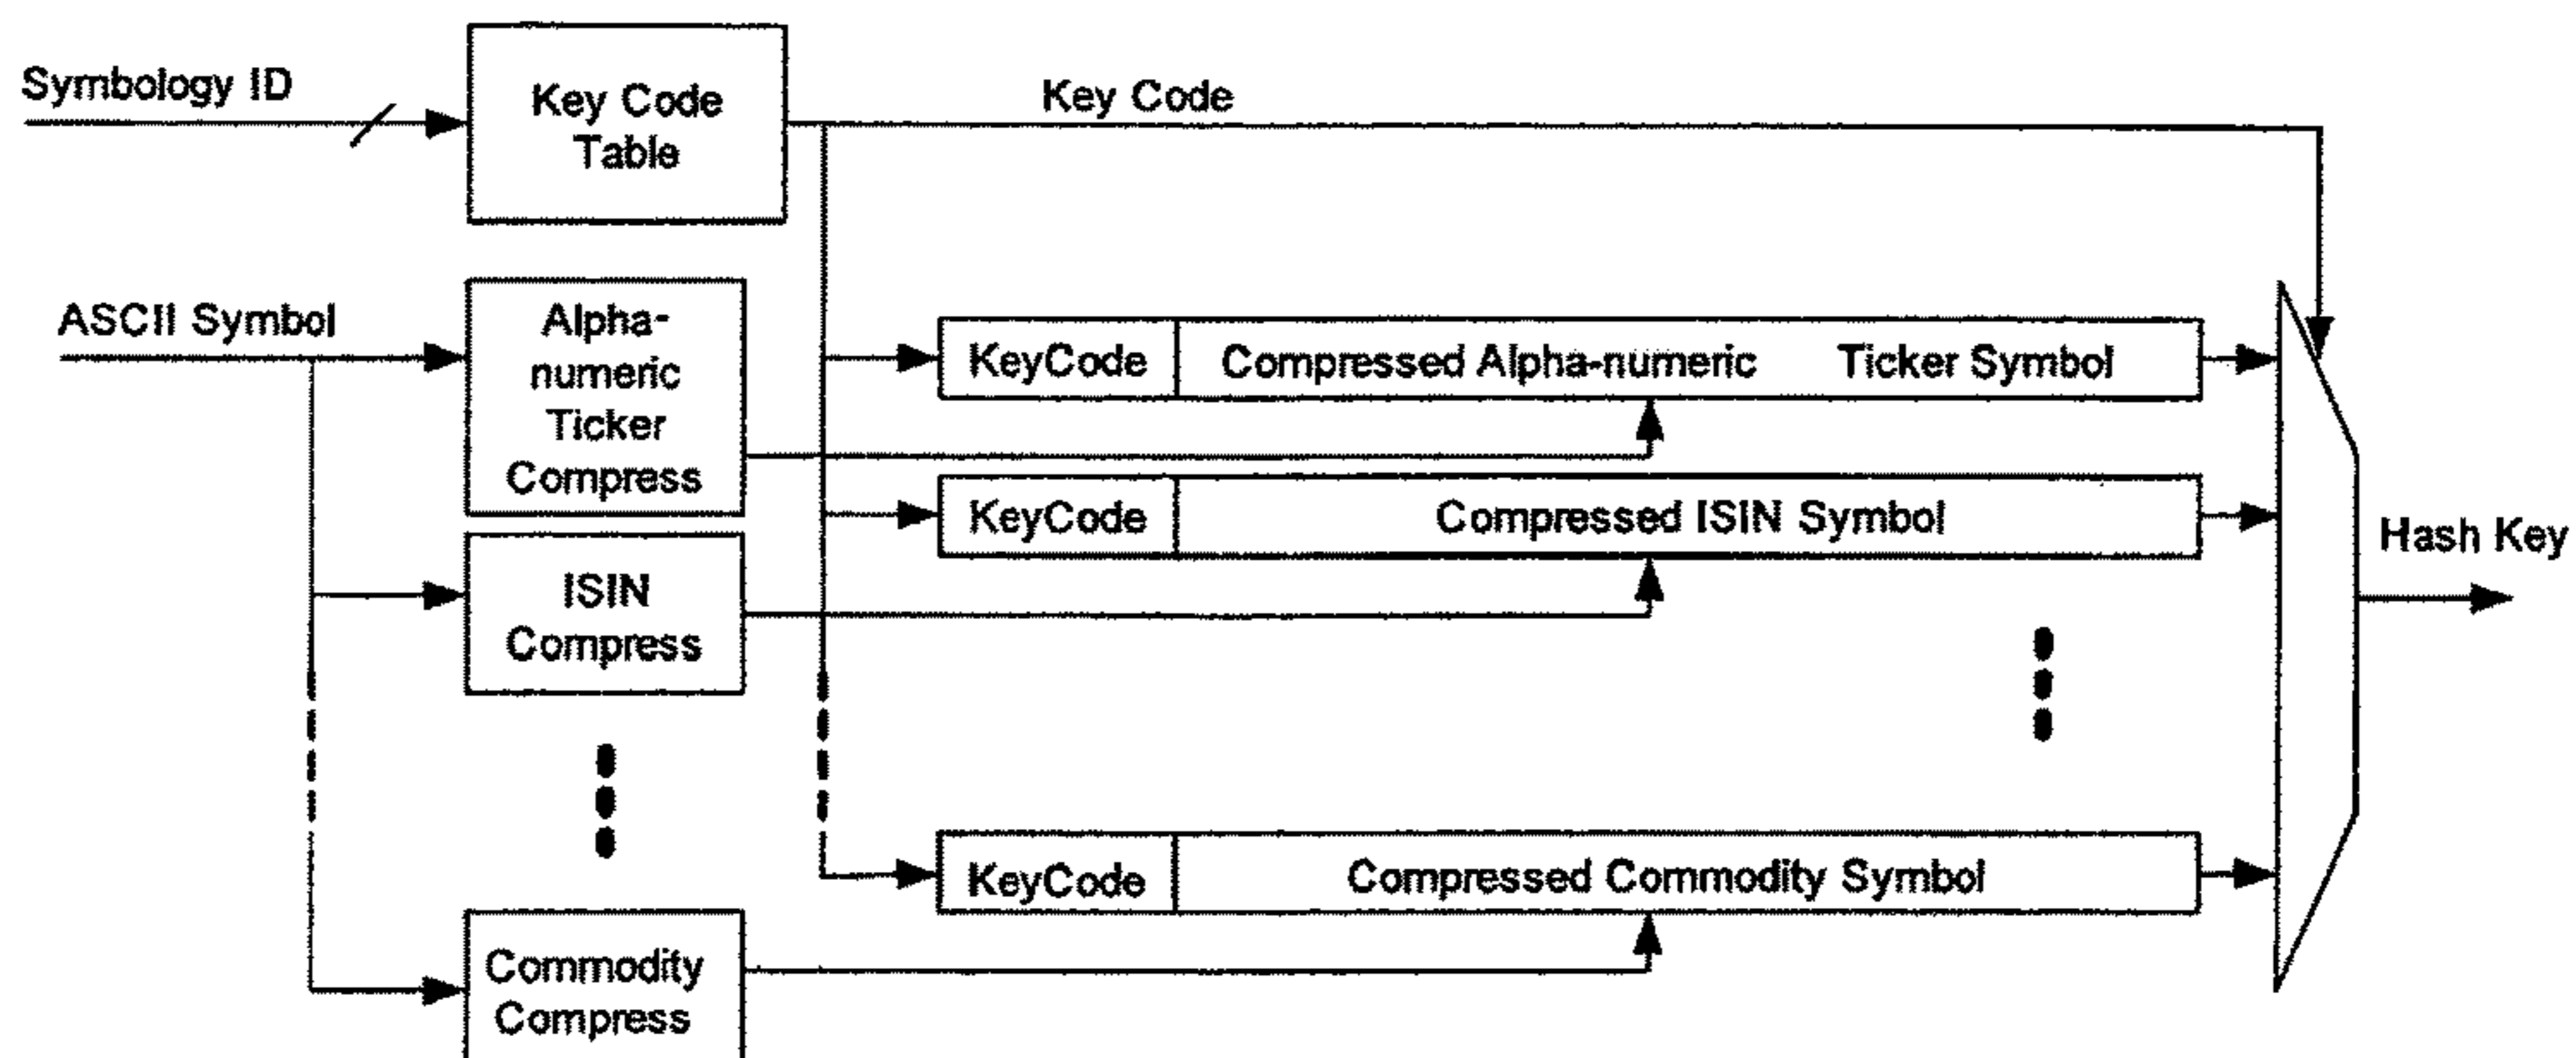 Symbology ID
Key Code
Table
Key Code
ASCII Symbol
Alpha-
numeric
Ticker
Compress
KeyCode
Compressed Alpha-numeric Ticker Symbol
KeyCode
Compressed ISIN Symbol
Hash Key
ISIN
Compress
KeyCode
Compressed Commodity Symbol
Commodity
Compress